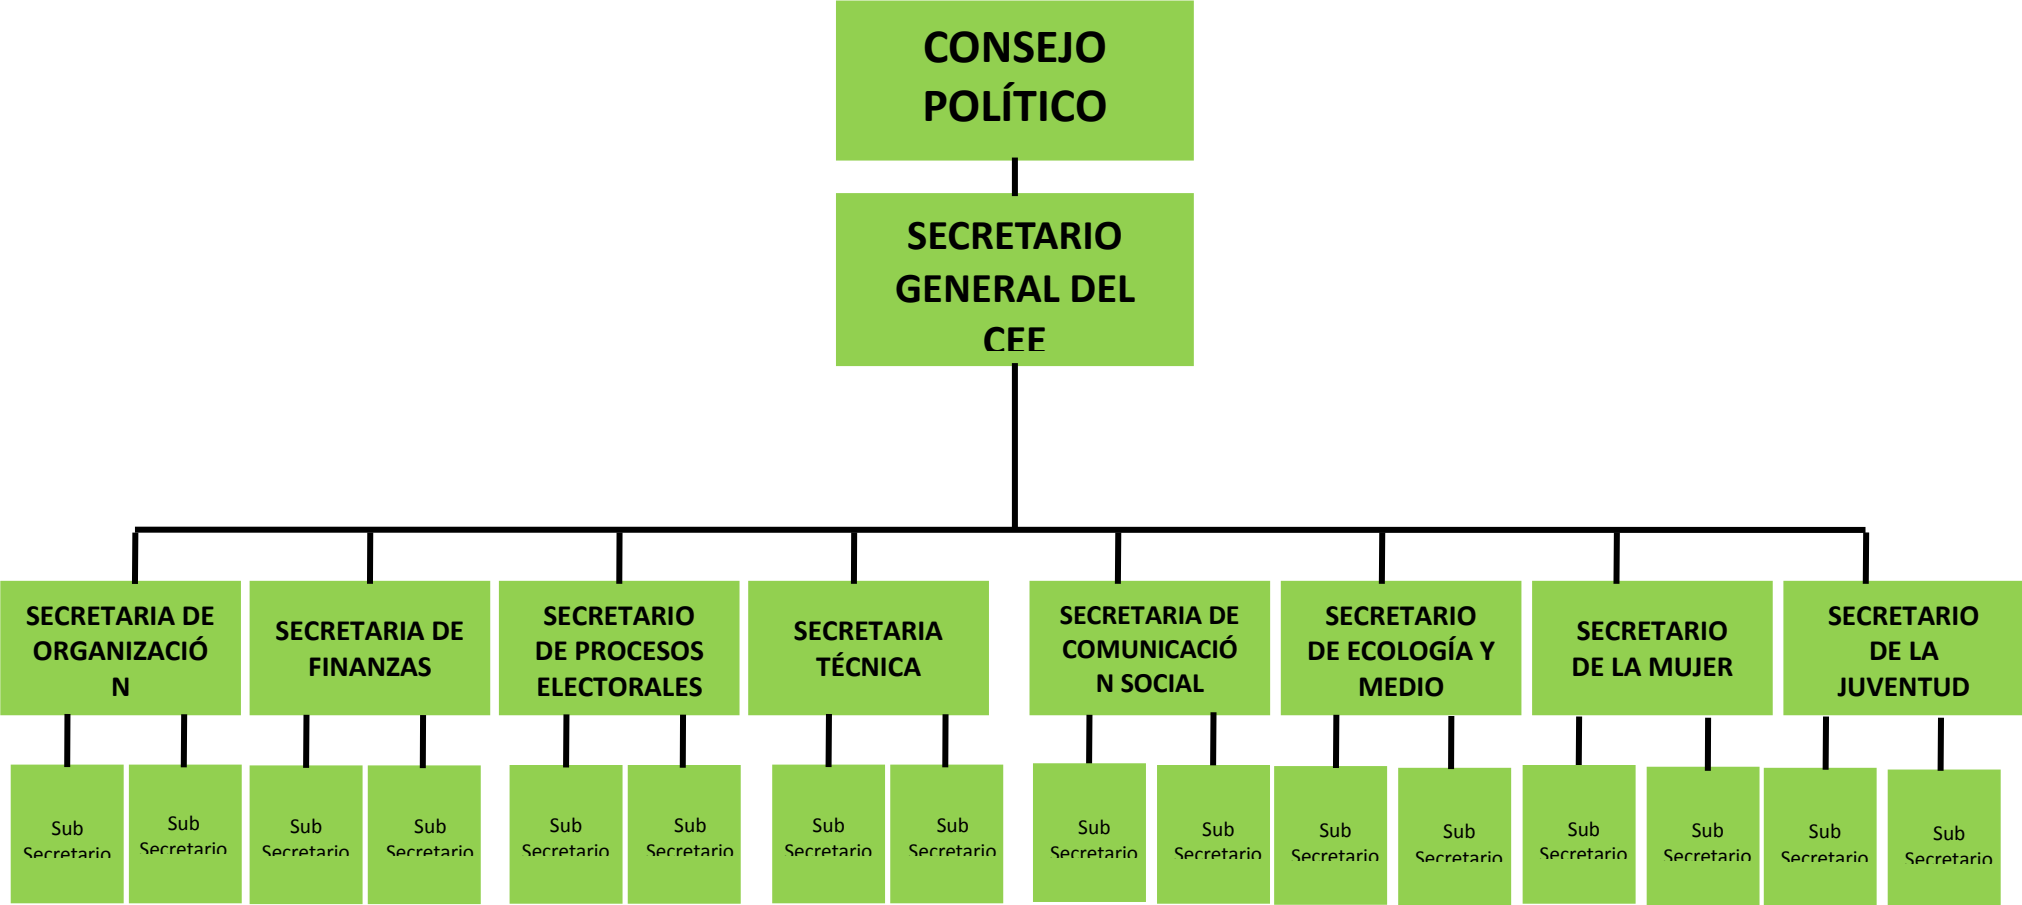 CONSEJO
POLÍTICO
SECRETARIO
GENERAL DEL
CEE
SECRETARIA DE
ORGANIZACIÓ
N
SECRETARIA DE
FINANZAS
SECRETARIO
DE PROCESOS
ELECTORALES
SECRETARIA
TÉCNICA
SECRETARIA DE
COMUNICACIÓ
N SOCIAL
SECRETARIO
DE ECOLOGÍA Y
MEDIO
SECRETARIO
DE LA MUJER
SECRETARIO
DE LA
JUVENTUD
Sub
Secretario
Sub
Secretario
Sub
Secretario
Sub
Secretario
Sub
Secretario
Sub
Secretario
Sub
Secretario
Sub
Secretario
Sub
Secretario
Sub
Secretario
Sub
Secretario
Sub
Secretario
Sub
Secretario
Sub
Secretario
Sub
Secretario
Sub
Secretario